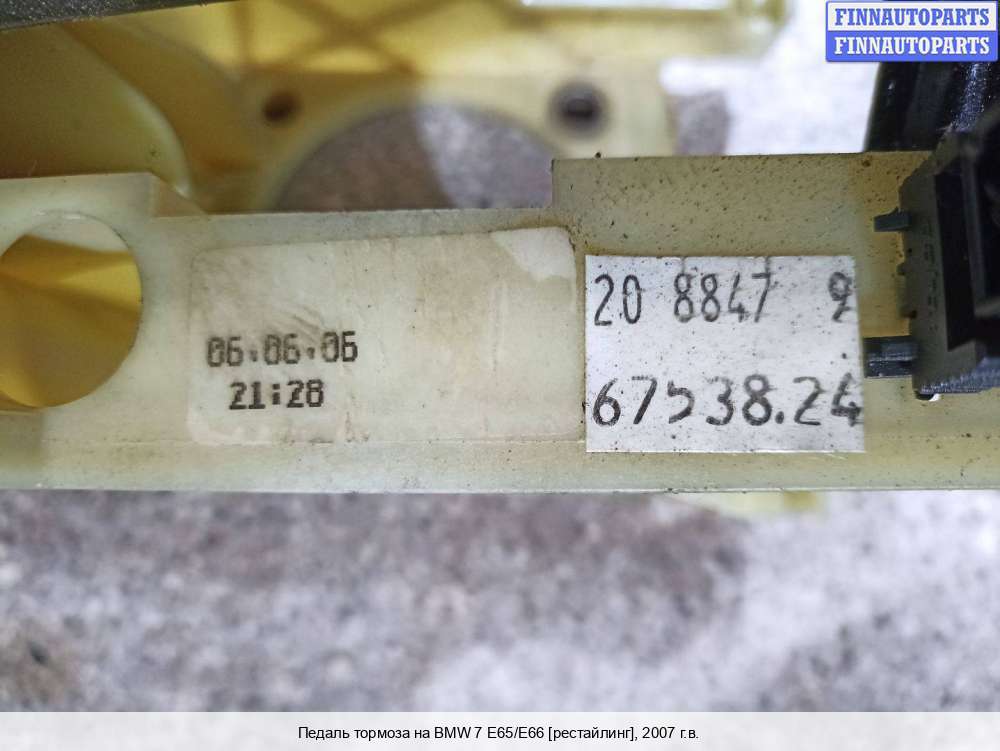 FINNAUTOPARTS
FINNAUTOPARTS
06.06.06
21:28
20 8847 9
67538.24
Педаль тормоза на BMW 7 E65/E66 [рестайлинг], 2007 г.в.